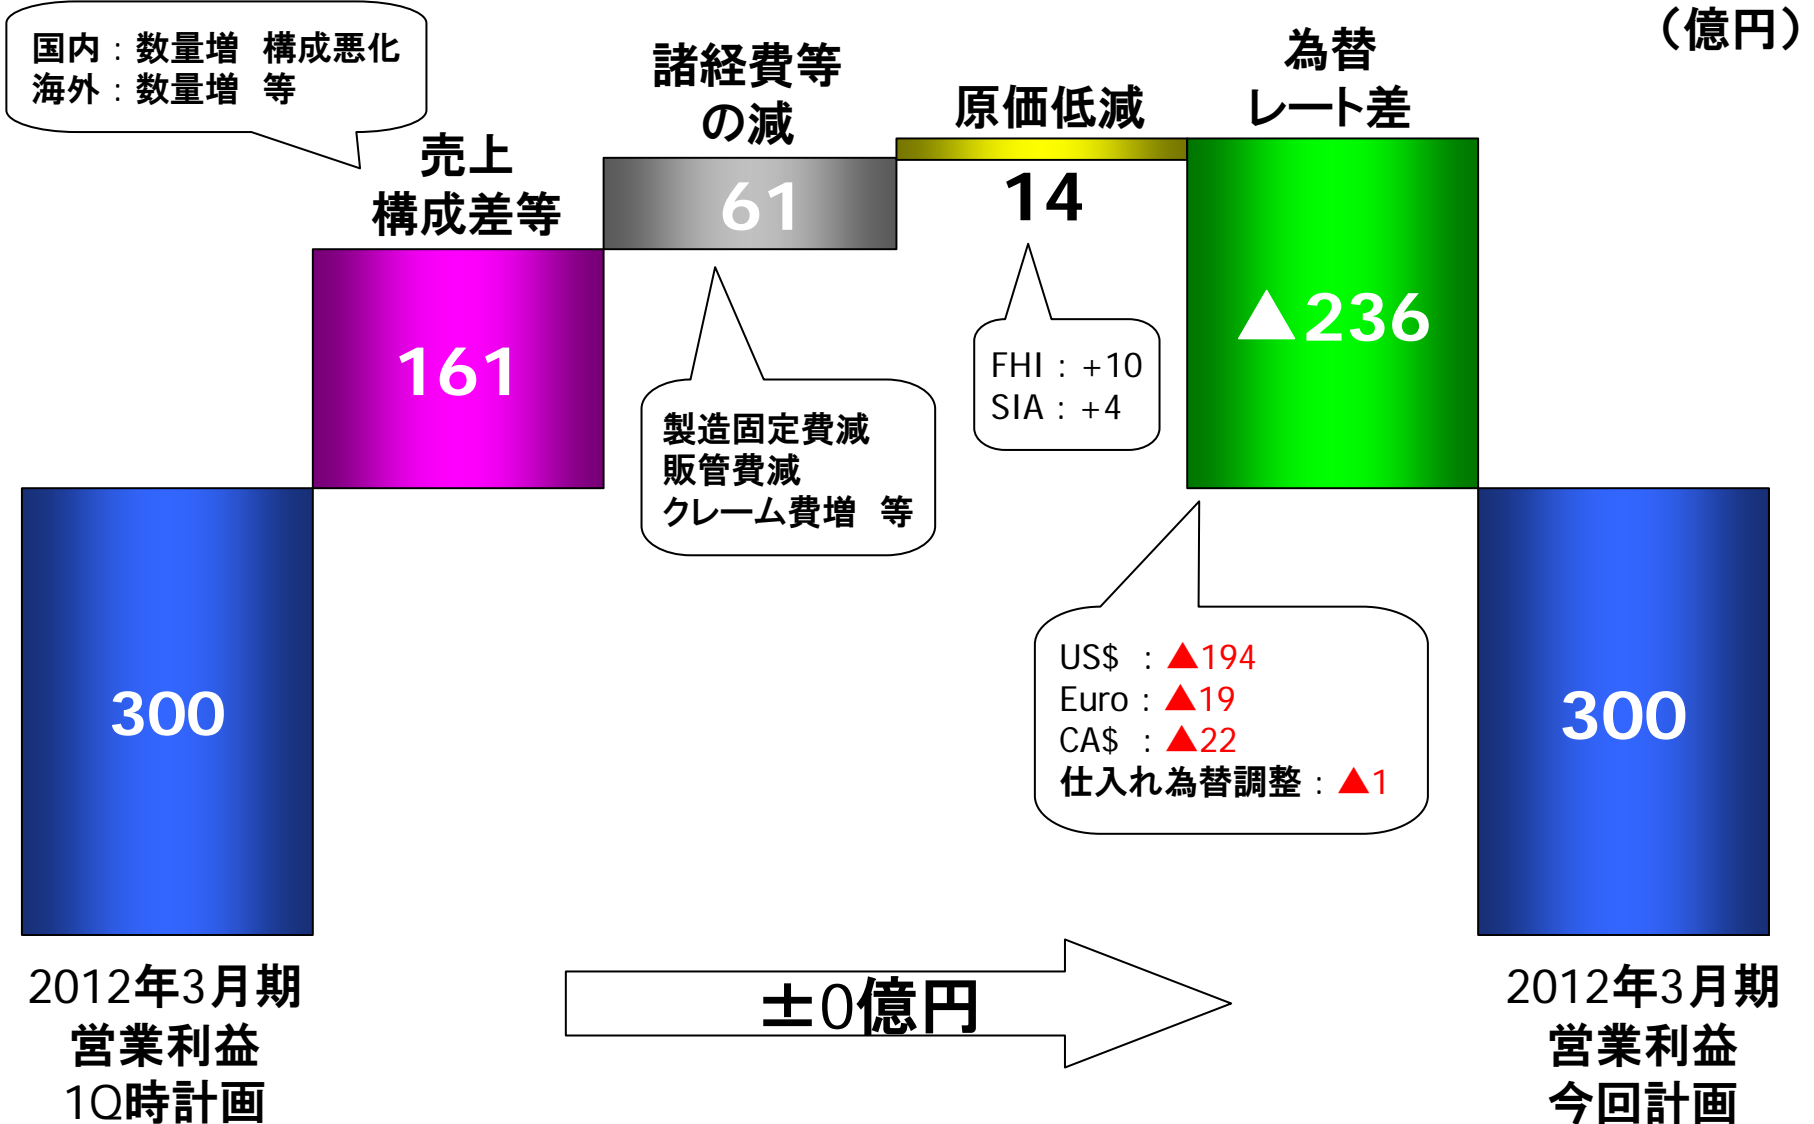 （億円）
国内：数量増　構成悪化
海外：数量増　等
売上
構成差等
諸経費等
の減
原価低減
為替
レート差
300
161
61
14
▲236
300
製造固定費減
販管費減
クレーム費増　等
FHI：+10
SIA：+4
US$ ：▲194
Euro：▲19
CA$ ：▲22
仕入れ為替調整：▲1
2012年3月期
営業利益
1Q時計画
±0億円
2012年3月期
営業利益
今回計画